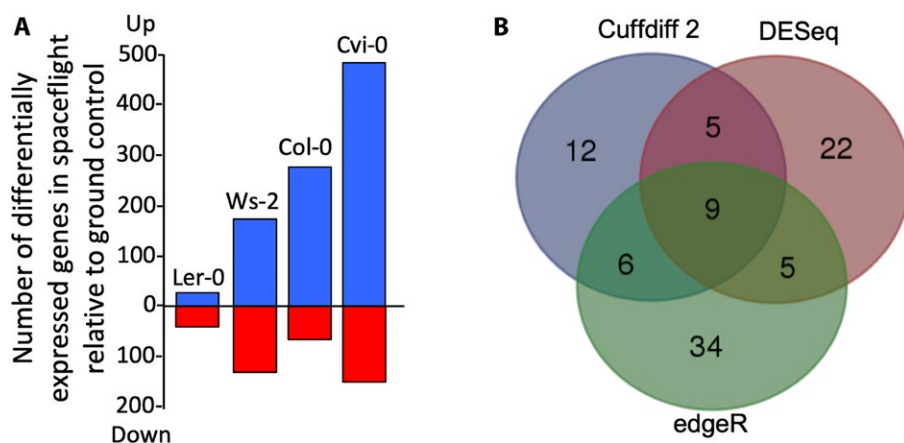 A
Up
Number of differentially
expressed genes in spaceflight
relative to ground control
500
400
300
200
100
0
100
200
Down
Ler-0
Ws-2
Col-0
Cvi-0
B
Cuffdiff 2
DESeq
12
5
22
9
6
5
34
edgeR